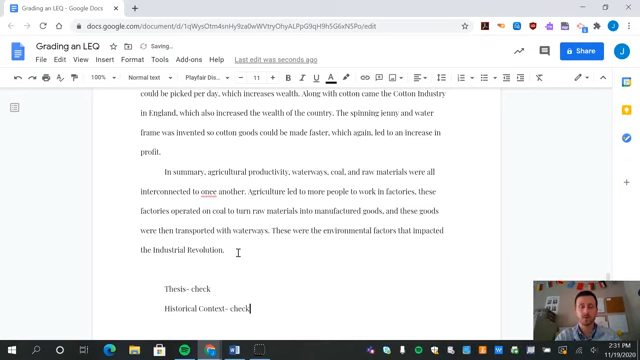 Grading an LEQ - Google Docs
docs.google.com/document/d/1qWysOtm4snHy9za0wWVtryOhyALPgG9qH9h5G6xN5Po/edit
Grading an LEQ
Saving...
Share
J
File Edit View Insert Format Tools Add-ons Help Last edit was seconds ago
100% Normal text Playfair Disp... 11 B I U A
could be picked per day, which increases wealth. Along with cotton came the Cotton Industry
in England, which also increased the wealth of the country. The spinning jenny and water
frame was invented so cotton goods could be made faster, which again, led to an increase in
profit.
In summary, agricultural productivity, waterways, coal, and raw materials were all
interconnected to onee another. Agriculture led to more people to work in factories, these
factories operated on coal to turn raw materials into manufactured goods, and these goods
were then transported with waterways. These were the environmental factors that impacted
the Industrial Revolution.
Thesis- check
Historical Context- check
2:31 PM
11/19/2020